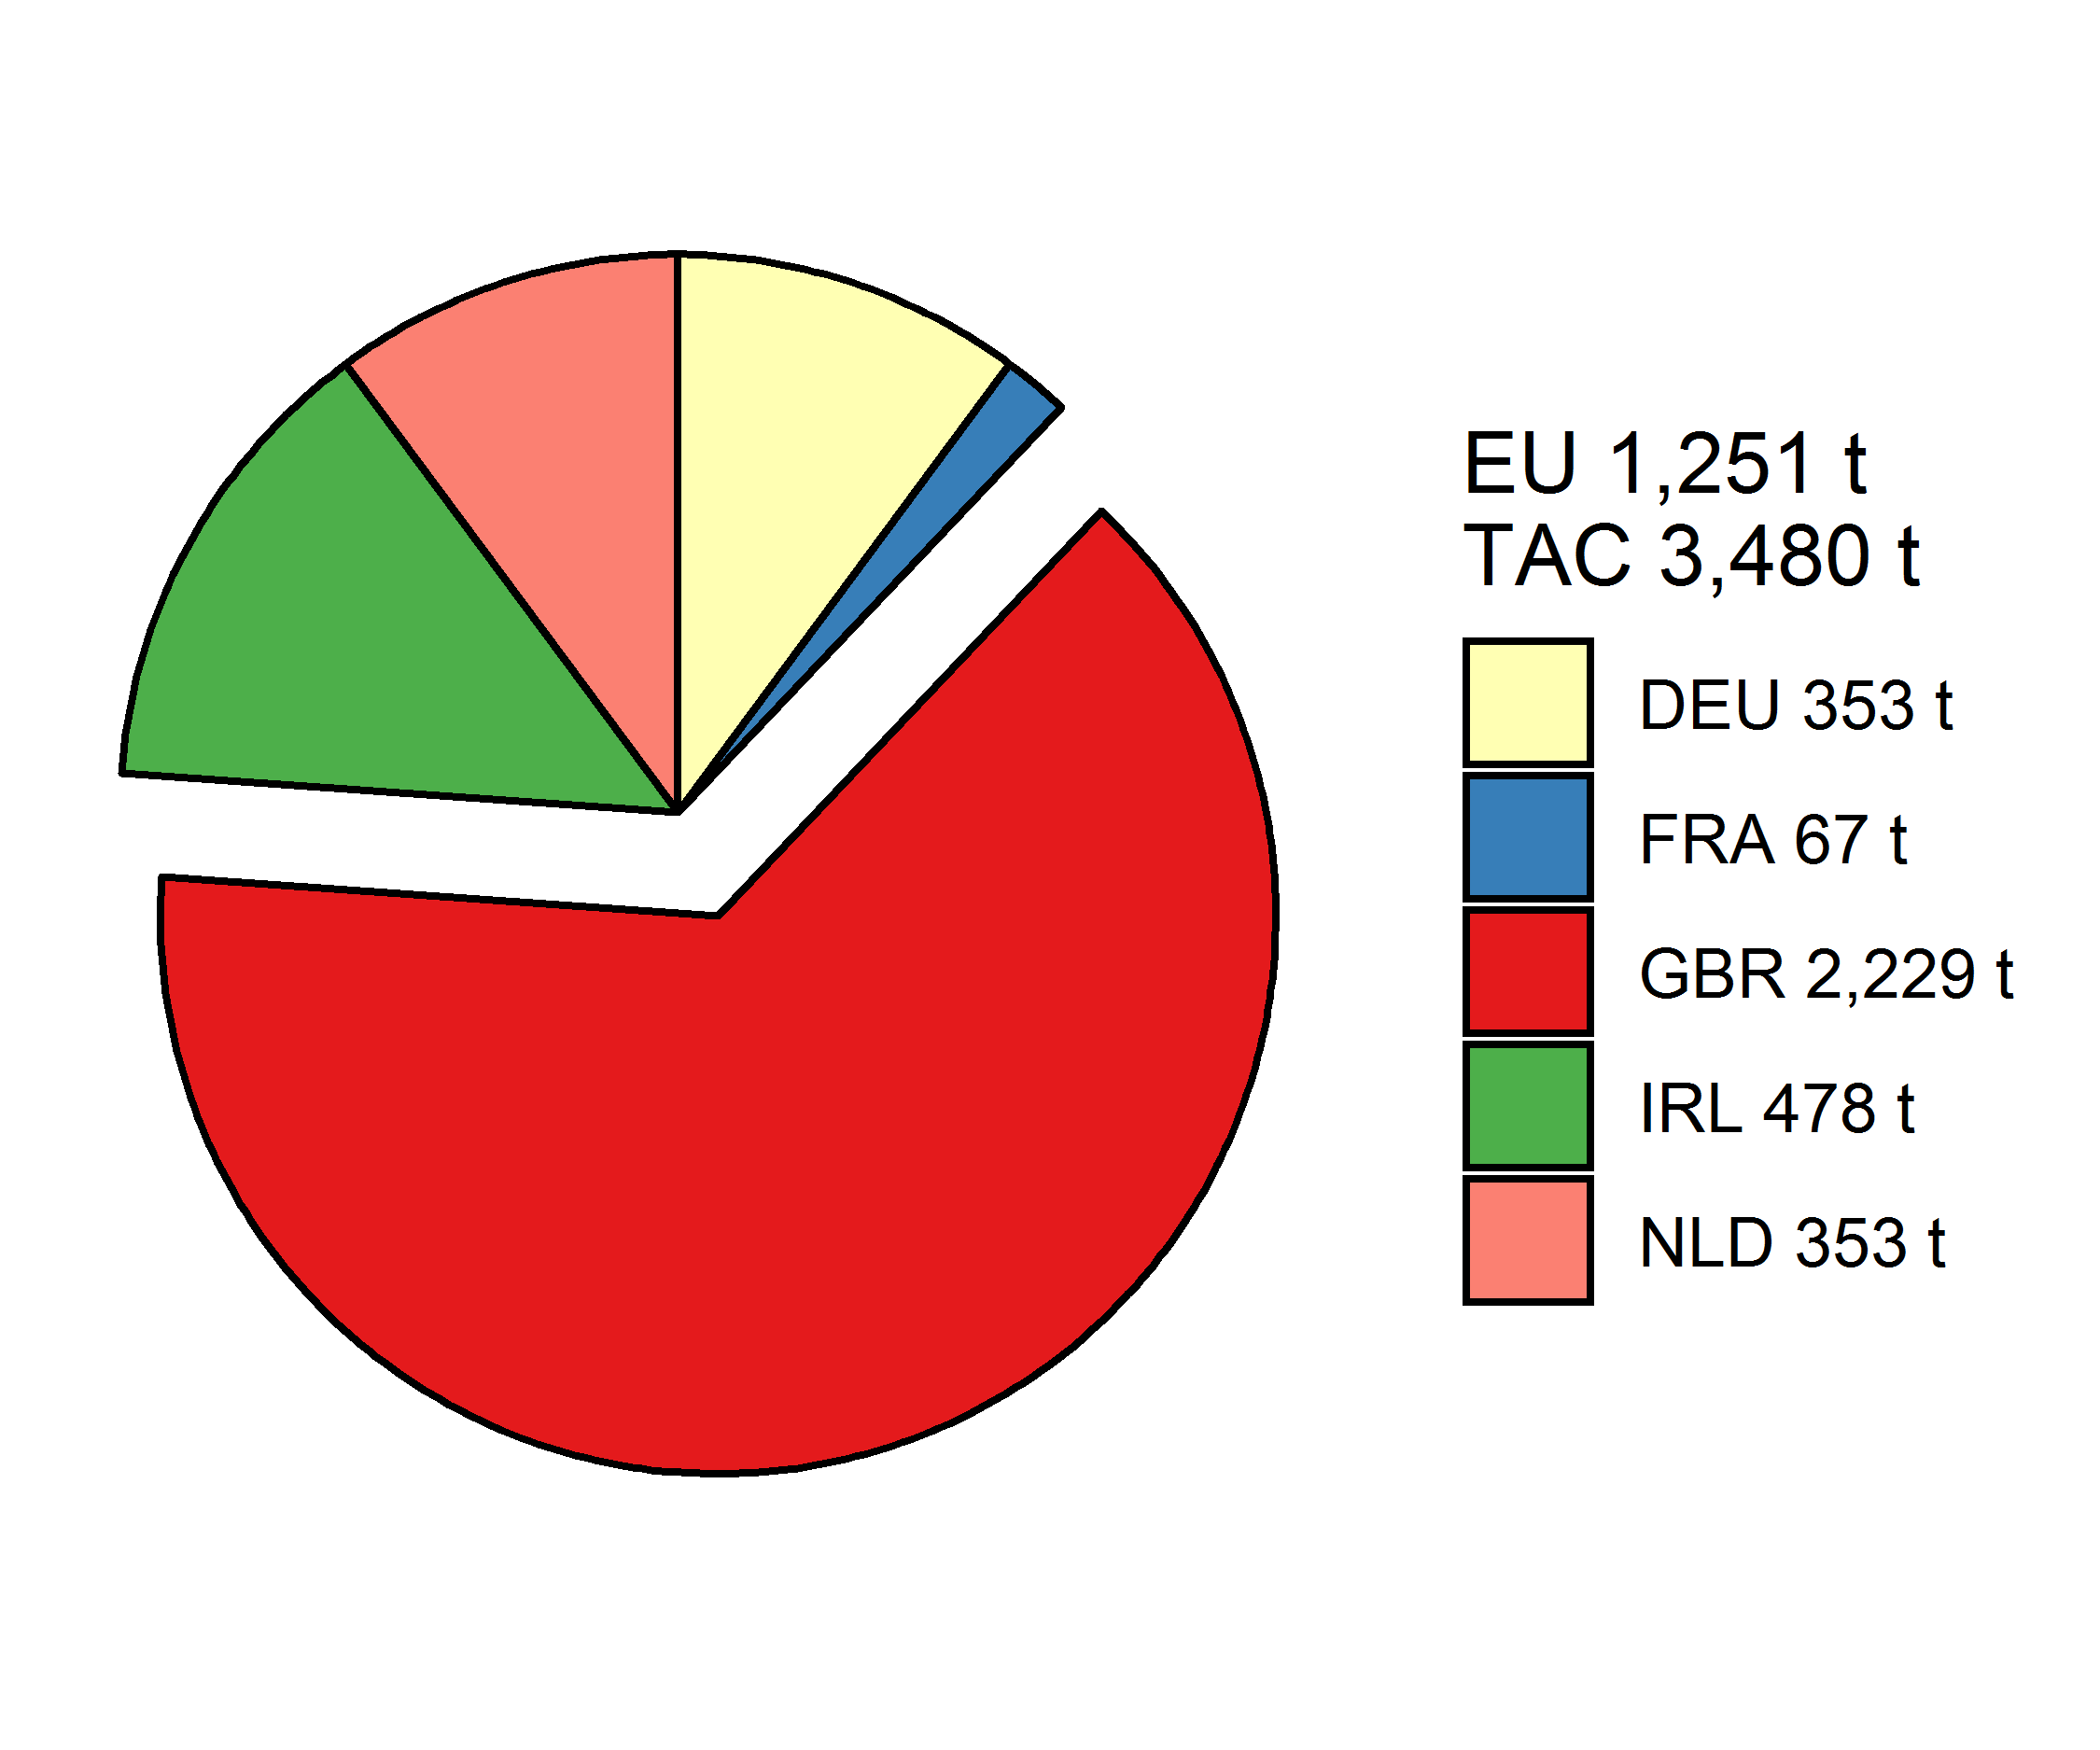 EU 1,251 t
TAC 3,480 t
DEU 353 t
FRA 67 t
GBR 2,229 t
IRL 478 t
NLD 353 t